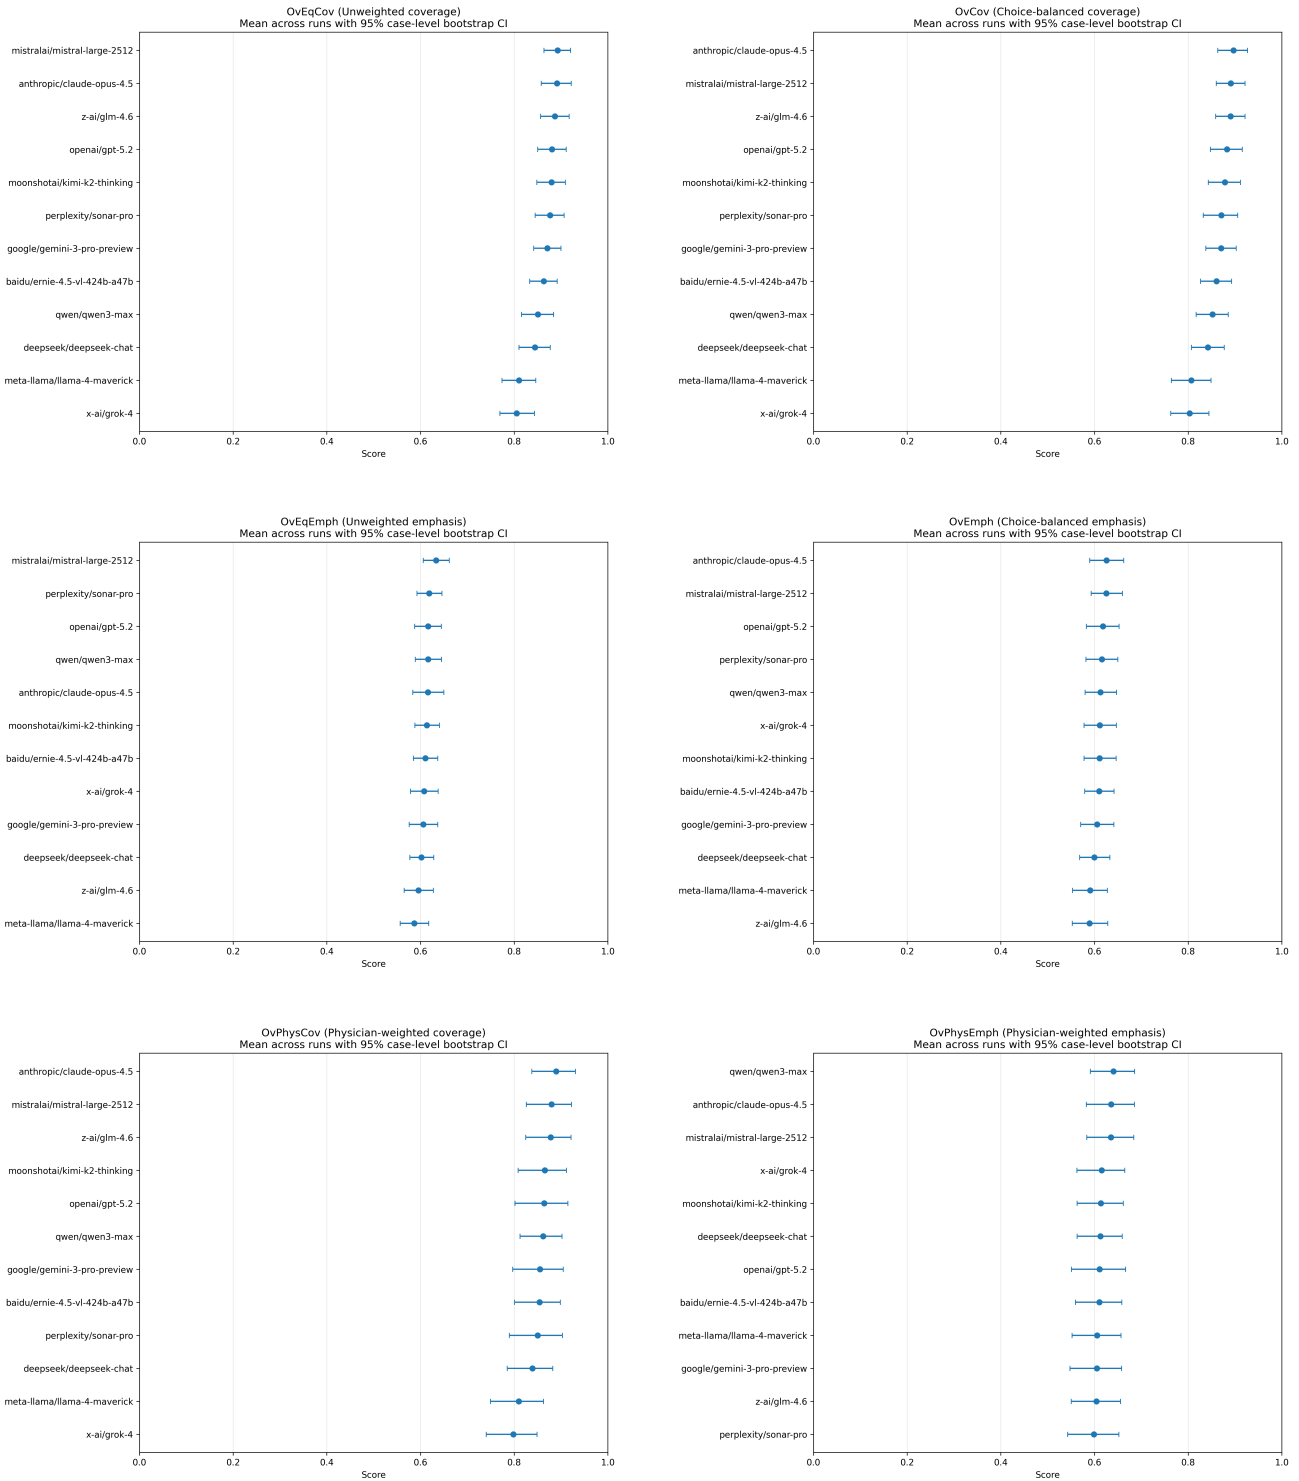 OvEqCov (Unweighted coverage)
Mean across runs with 95% case-level bootstrap CI
mistralai/mistral-large-2512
anthropic/claude-opus-4.5
z-ai/glm-4.6
openai/gpt-5.2
moonshotai/kimi-k2-thinking
perplexity/sonar-pro
google/gemini-3-pro-preview
baidu/ernie-4.5-vl-424b-a47b
qwen/qwen3-max
deepseek/deepseek-chat
meta-llama/llama-4-maverick
x-ai/grok-4
0.0 0.2 0.4 0.6 0.8 1.0
Score
OvCov (Choice-balanced coverage)
Mean across runs with 95% case-level bootstrap CI
anthropic/claude-opus-4.5
mistralai/mistral-large-2512
z-ai/glm-4.6
openai/gpt-5.2
moonshotai/kimi-k2-thinking
perplexity/sonar-pro
google/gemini-3-pro-preview
baidu/ernie-4.5-vl-424b-a47b
qwen/qwen3-max
deepseek/deepseek-chat
meta-llama/llama-4-maverick
x-ai/grok-4
0.0 0.2 0.4 0.6 0.8 1.0
Score
OvEqEmph (Unweighted emphasis)
Mean across runs with 95% case-level bootstrap CI
mistralai/mistral-large-2512
perplexity/sonar-pro
openai/gpt-5.2
qwen/qwen3-max
anthropic/claude-opus-4.5
moonshotai/kimi-k2-thinking
baidu/ernie-4.5-vl-424b-a47b
x-ai/grok-4
google/gemini-3-pro-preview
deepseek/deepseek-chat
z-ai/glm-4.6
meta-llama/llama-4-maverick
0.0 0.2 0.4 0.6 0.8 1.0
Score
OvEmph (Choice-balanced emphasis)
Mean across runs with 95% case-level bootstrap CI
anthropic/claude-opus-4.5
mistralai/mistral-large-2512
openai/gpt-5.2
perplexity/sonar-pro
qwen/qwen3-max
x-ai/grok-4
moonshotai/kimi-k2-thinking
baidu/ernie-4.5-vl-424b-a47b
google/gemini-3-pro-preview
deepseek/deepseek-chat
meta-llama/llama-4-maverick
z-ai/glm-4.6
0.0 0.2 0.4 0.6 0.8 1.0
Score
OvPhysCov (Physician-weighted coverage)
Mean across runs with 95% case-level bootstrap CI
anthropic/claude-opus-4.5
mistralai/mistral-large-2512
z-ai/glm-4.6
moonshotai/kimi-k2-thinking
openai/gpt-5.2
qwen/qwen3-max
google/gemini-3-pro-preview
baidu/ernie-4.5-vl-424b-a47b
perplexity/sonar-pro
deepseek/deepseek-chat
meta-llama/llama-4-maverick
x-ai/grok-4
0.0 0.2 0.4 0.6 0.8 1.0
Score
OvPhysEmph (Physician-weighted emphasis)
Mean across runs with 95% case-level bootstrap CI
qwen/qwen3-max
anthropic/claude-opus-4.5
mistralai/mistral-large-2512
x-ai/grok-4
moonshotai/kimi-k2-thinking
deepseek/deepseek-chat
openai/gpt-5.2
baidu/ernie-4.5-vl-424b-a47b
meta-llama/llama-4-maverick
google/gemini-3-pro-preview
z-ai/glm-4.6
perplexity/sonar-pro
0.0 0.2 0.4 0.6 0.8 1.0
Score